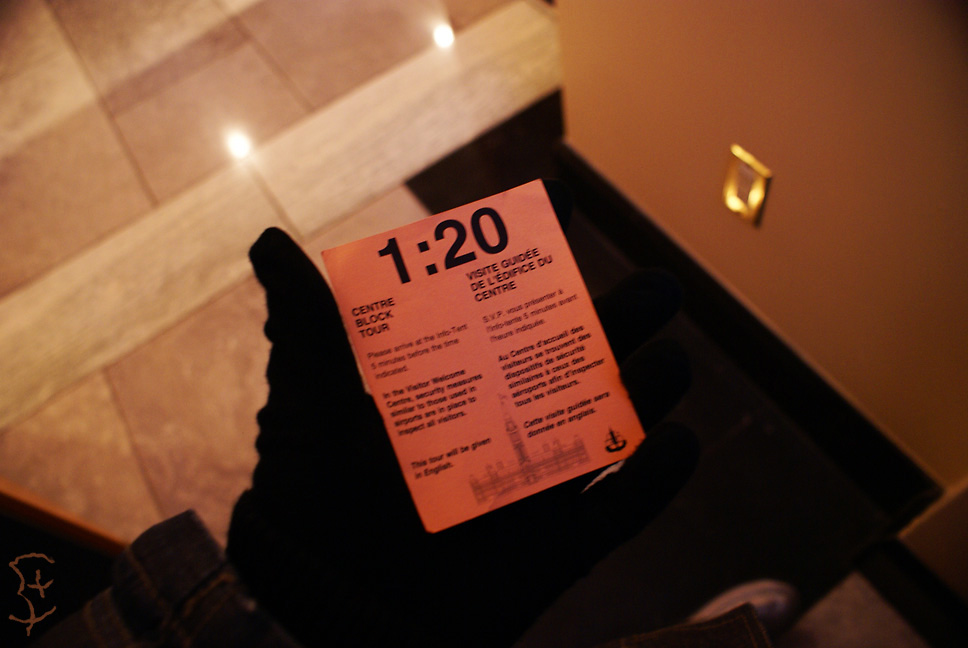 1:20
CENTRE
BLOCK
TOUR
Please arrive at the Info-Tent
5 minutes before the time
indicated.
In the Visitor Welcome
Centre, security measures
similar to those used in
airports are in place to
inspect all visitors.
This tour will be given
in English.
VISITE GUIDÉE
DE L'ÉDIFICE DU
CENTRE
S.V.P. vous présenter à
l'Info-tente 5 minutes avant
l'heure indiquée.
Au Centre d'accueil des
visiteurs se trouvent des
dispositifs de sécurité
similaires à ceux des
aéroports afin d'inspecter
tous les visiteurs.
Cette visite guidée sera
donnée en anglais.